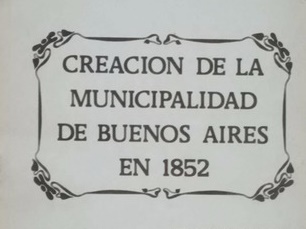 CREACION DE LA
MUNICIPALIDAD
DE BUENOS AIRES
EN 1852